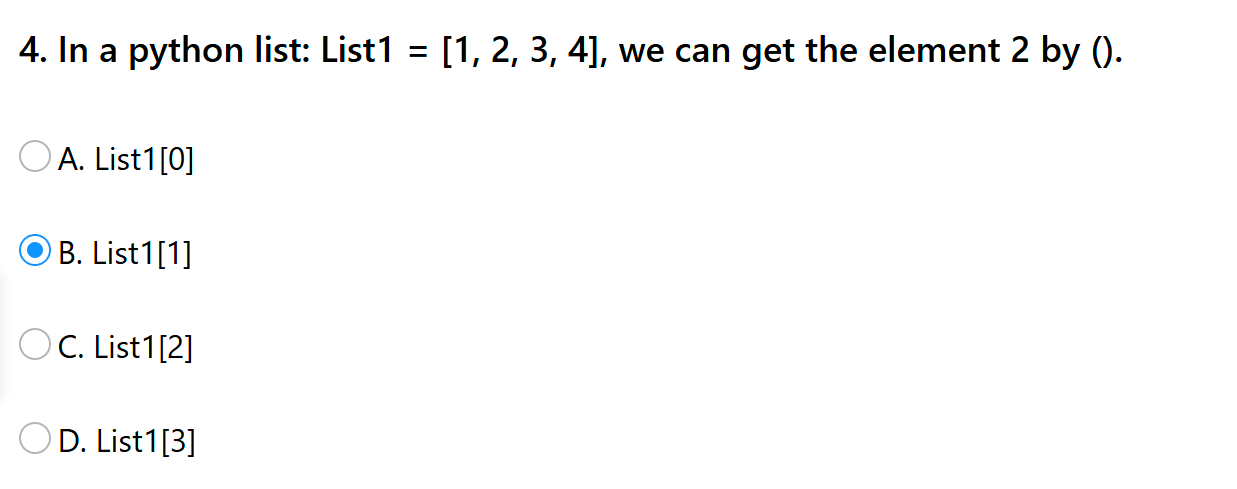 4. In a python list: List1 = [1, 2, 3, 4], we can get the element 2 by ().
A. List1[0]
B. List1[1]
C. List1[2]
D. List1[3]